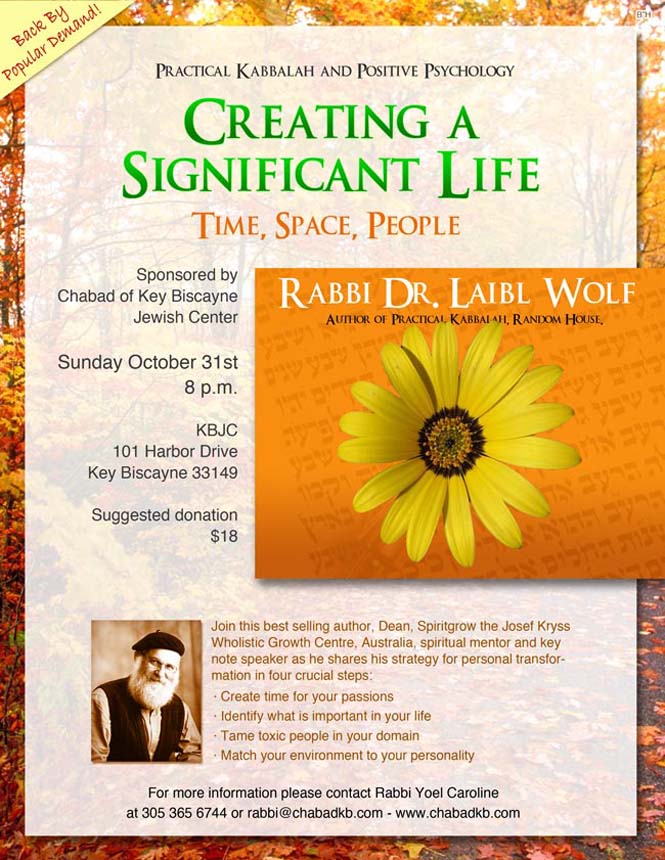 Back By
Popular Demand!
B"H
PRACTICAL KABBALAH AND POSITIVE PSYCHOLOGY
CREATING A
SIGNIFICANT LIFE
TIME, SPACE, PEOPLE
Sponsored by
Chabad of Key Biscayne
Jewish Center
Sunday October 31st
8 p.m.
KBJC
101 Harbor Drive
Key Biscayne 33149
Suggested donation
$18
RABBI DR. LAIBL WOLF
AUTHOR OF PRACTICAL KABBALAH, RANDOM HOUSE.
Join this best selling author, Dean, Spiritgrow the Josef Kryss
Wholistic Growth Centre, Australia, spiritual mentor and key
note speaker as he shares his strategy for personal transfor-
mation in four crucial steps:
· Create time for your passions
· Identify what is important in your life
· Tame toxic people in your domain
· Match your environment to your personality
For more information please contact Rabbi Yoel Caroline
at 305 365 6744 or rabbi@chabadkb.com - www.chabadkb.com